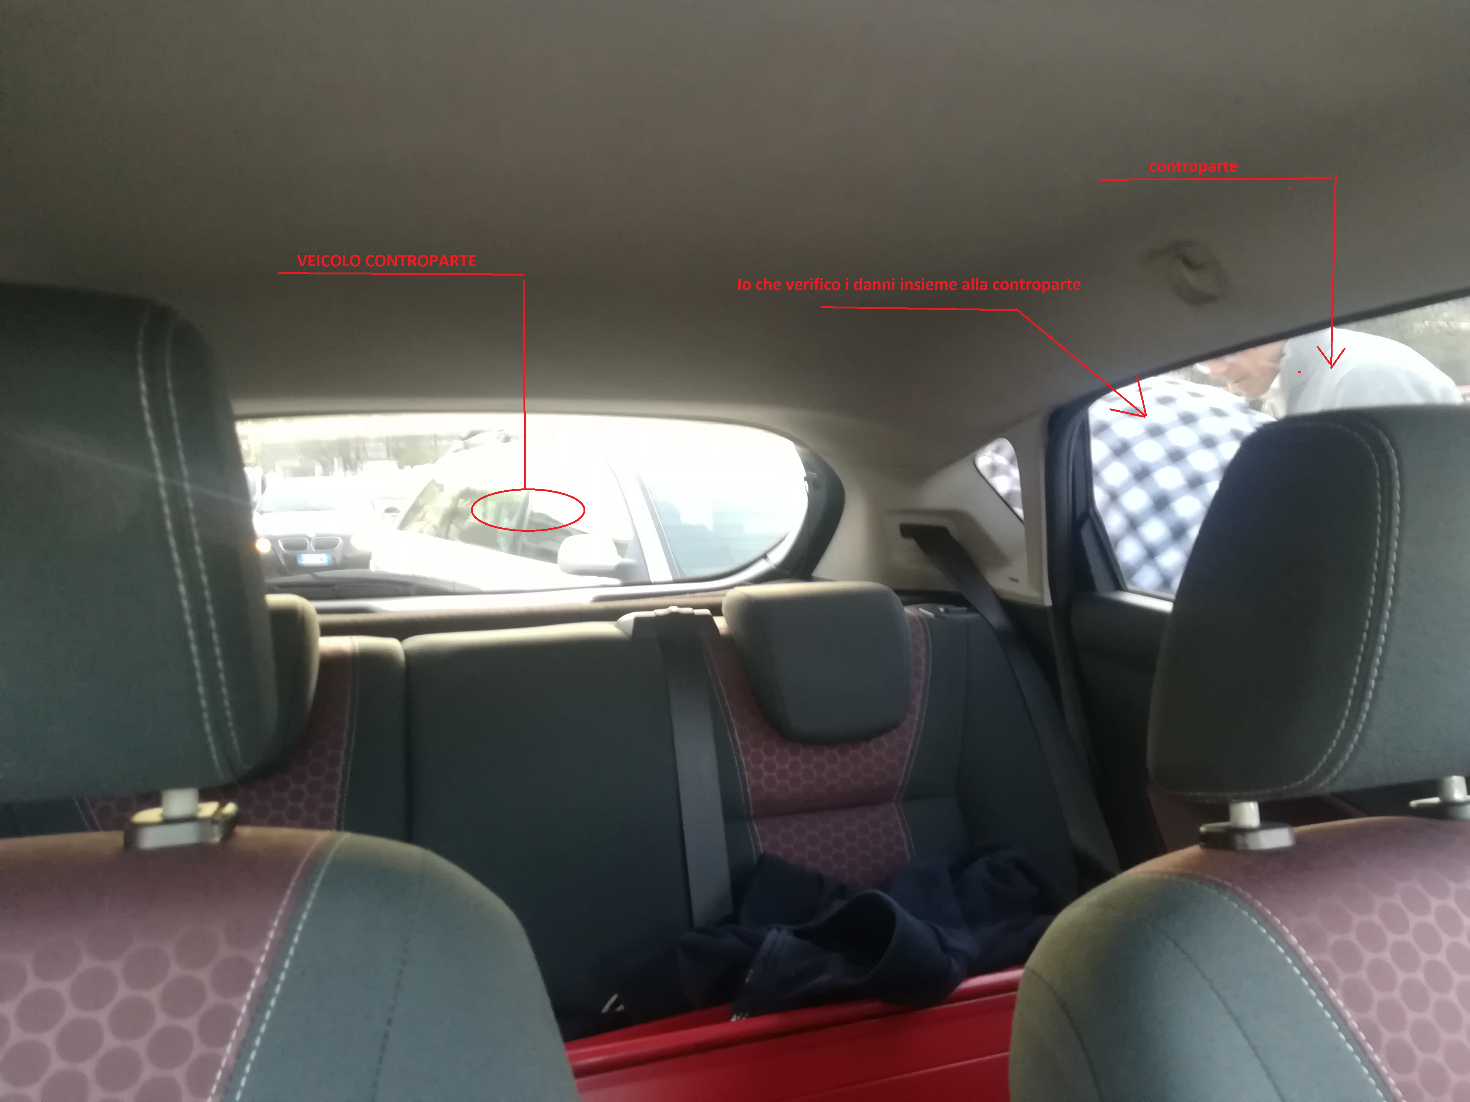 controparte
VEICOLO CONTROPARTE
Io che verifico i danni insieme alla controparte